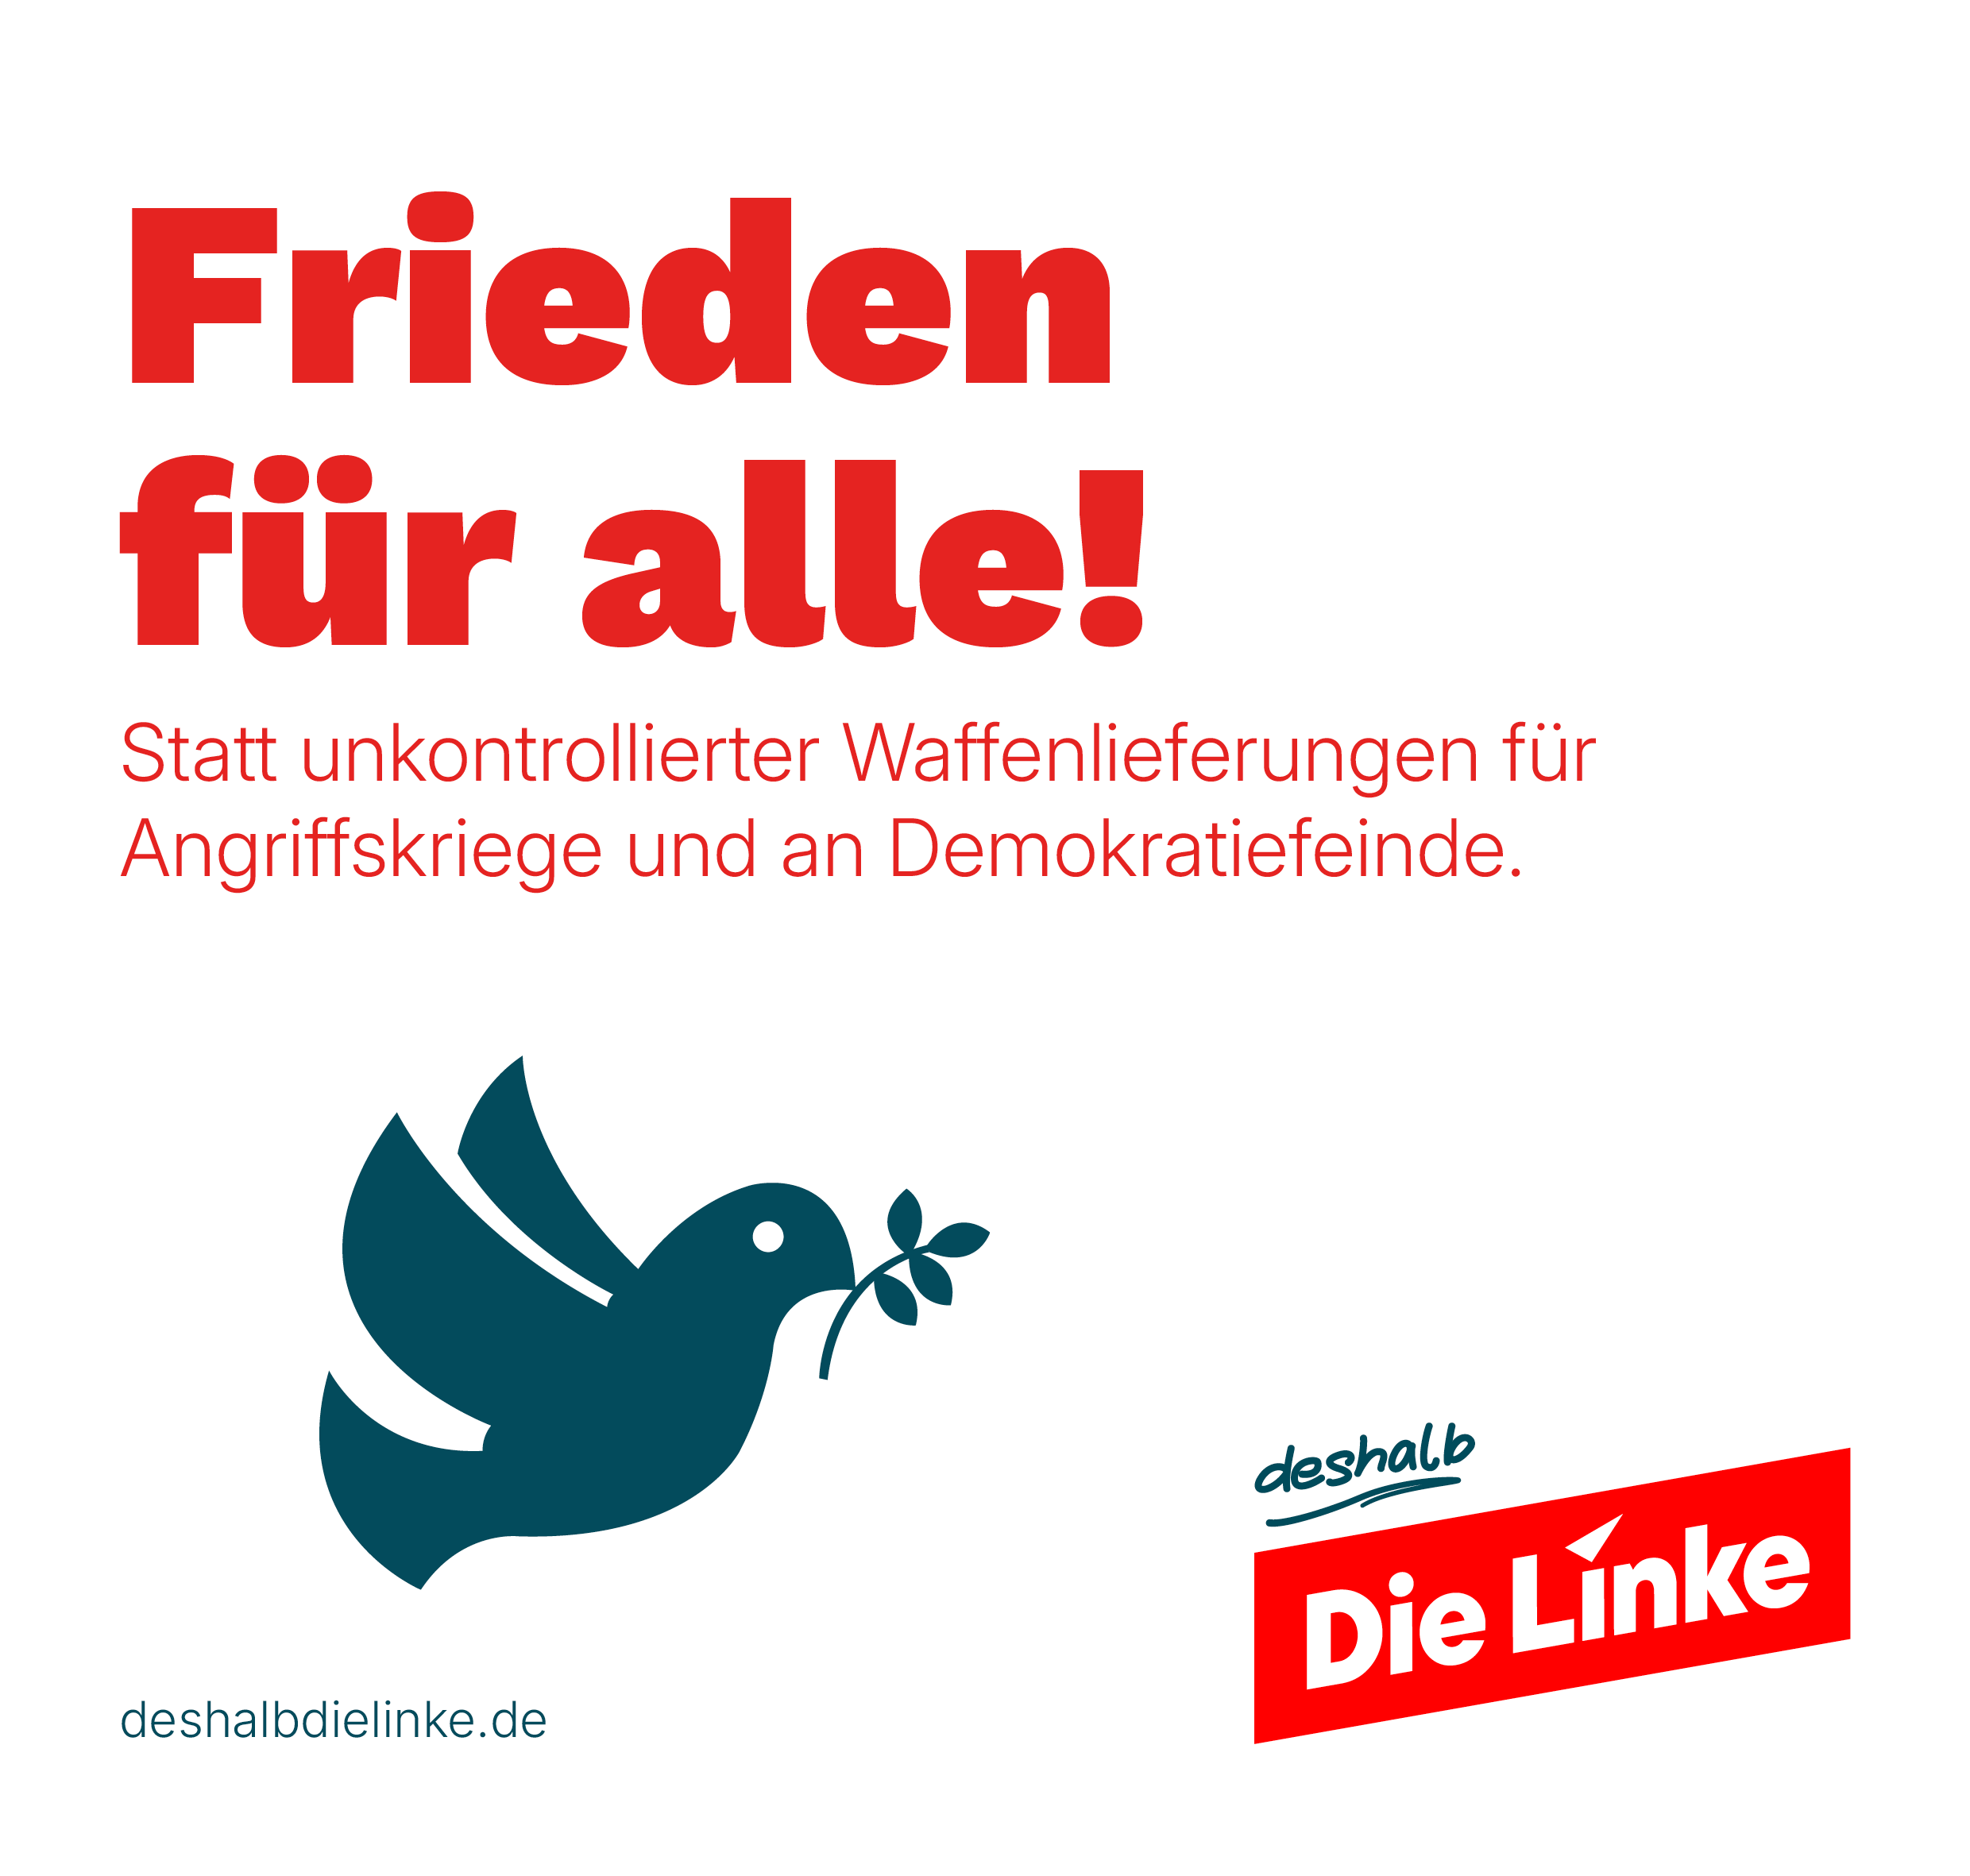 Frieden
für alle!
Statt unkontrollierter Waffenlieferungen für
Angriffskriege und an Demokratiefeinde.
deshalb
Die Linke
deshalbdielinke.de